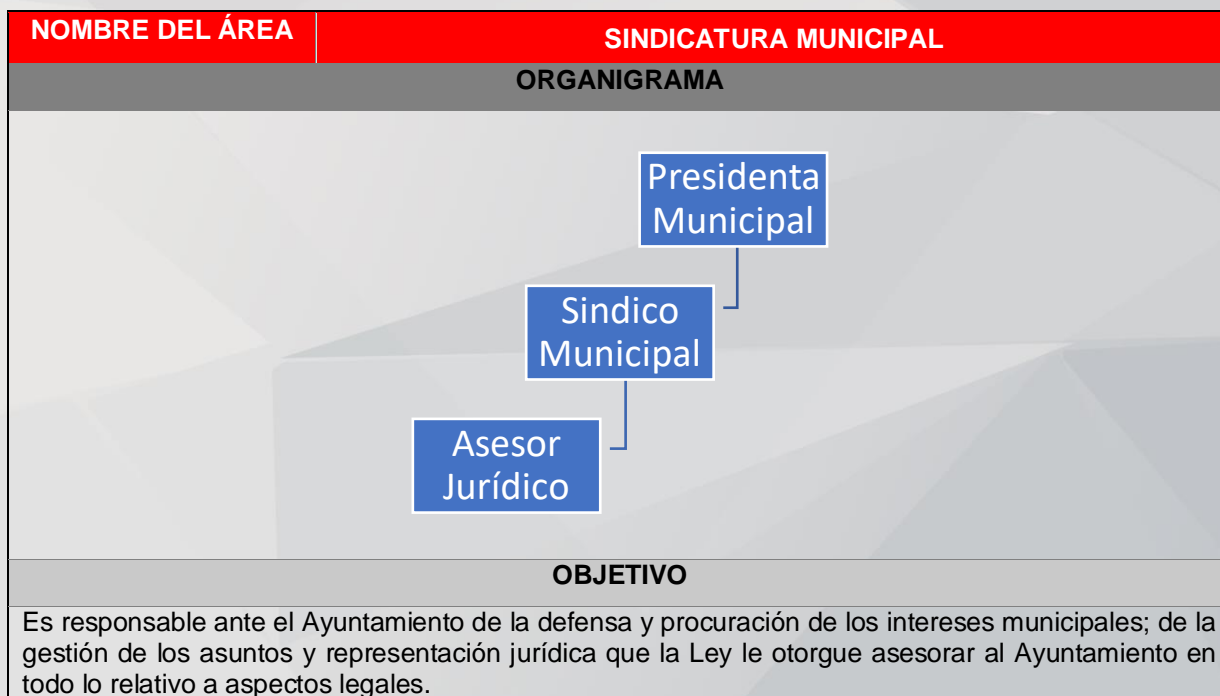 NOMBRE DEL ÁREA
SINDICATURA MUNICIPAL
ORGANIGRAMA
Presidenta
Municipal
Sindico
Municipal
Asesor
Jurídico
OBJETIVO
Es responsable ante el Ayuntamiento de la defensa y procuración de los intereses municipales; de la
gestión de los asuntos y representación jurídica que la Ley le otorgue asesorar al Ayuntamiento en
todo lo relativo a aspectos legales.